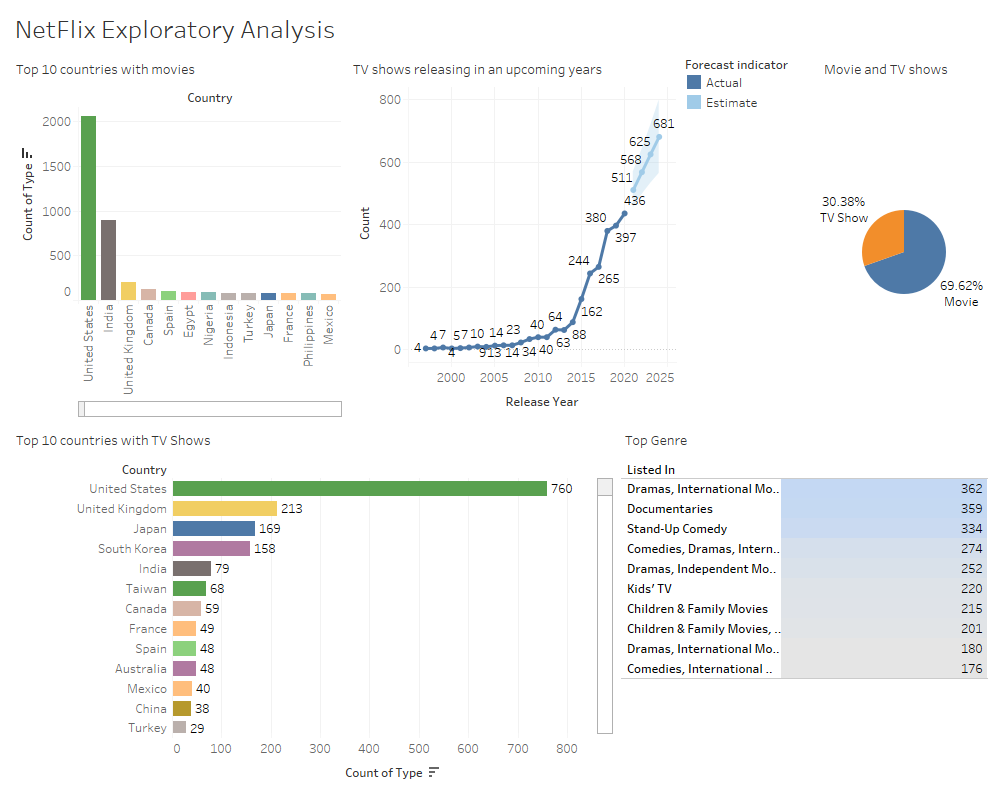 NetFlix Exploratory Analysis
Top 10 countries with movies
Country
Count of Type
2000
1500
1000
500
0
United States
India
United Kingdom
Canada
Spain
Egypt
Nigeria
Indonesia
Turkey
Japan
France
Philippines
Mexico
TV shows releasing in an upcoming years
Count
800
600
400
200
0
4 4 7 4 5 7 10 9 14 13 23 14 34 40 40 64 63 88 162 244 265 380 397 436 511 568 625 681
2000 2005 2010 2015 2020 2025
Release Year
Forecast indicator
Actual
Estimate
Movie and TV shows
30.38%
TV Show
69.62%
Movie
Top 10 countries with TV Shows
Country
United States 760
United Kingdom 213
Japan 169
South Korea 158
India 79
Taiwan 68
Canada 59
France 49
Spain 48
Australia 48
Mexico 40
China 38
Turkey 29
0 100 200 300 400 500 600 700 800
Count of Type
Top Genre
Listed In
Dramas, International Mo.. 362
Documentaries 359
Stand-Up Comedy 334
Comedies, Dramas, Intern.. 274
Dramas, Independent Mo.. 252
Kids' TV 220
Children & Family Movies 215
Children & Family Movies, .. 201
Dramas, International Mo.. 180
Comedies, International .. 176